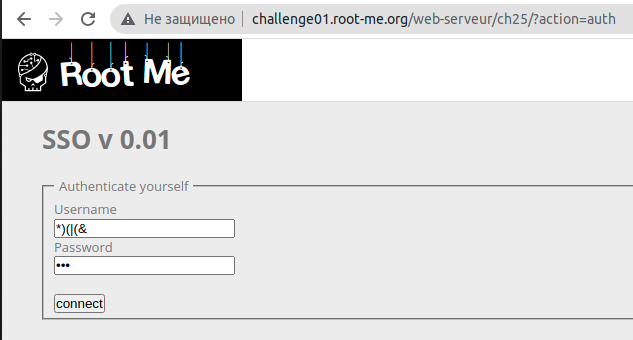 Не защищено challenge01.root-me.org/web-serveur/ch25/?action=auth
Root Me
SSO v 0.01
Authenticate yourself
Username
*)(|(&
Password
•••
connect